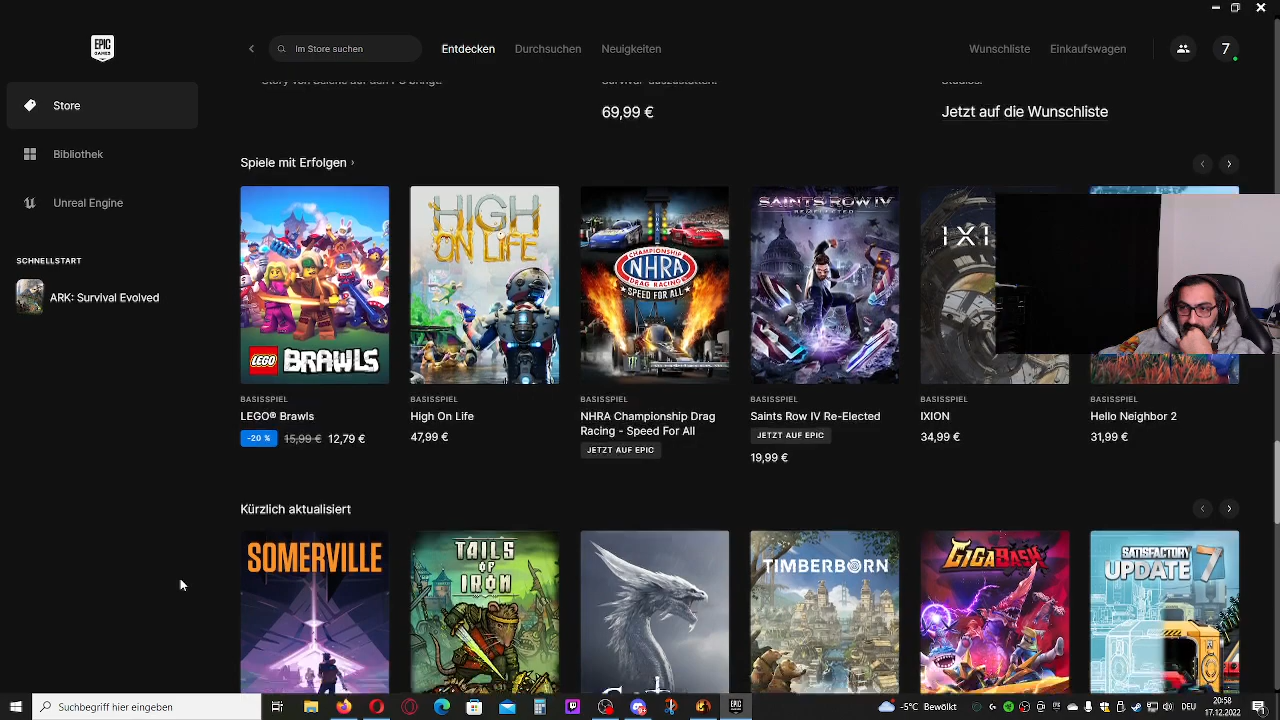 EPIC
GAMES
Im Store suchen
Entdecken
Durchsuchen
Neuigkeiten
Wunschliste
Einkaufswagen
7
Store
Bibliothek
Unreal Engine
SCHNELLSTART
ARK: Survival Evolved
69,99 €
Jetzt auf die Wunschliste
Spiele mit Erfolgen
LEGO BRAWLS
HIGH
ON LIFE
CHAMPIONSHIP
NHRA
DRAG RACING
SPEED FOR ALL
SAINTS ROW IV
RE-ELECTED
IXI
BASISSPIEL
LEGO® Brawls
-20 % 15,99 € 12,79 €
BASISSPIEL
High On Life
47,99 €
BASISSPIEL
NHRA Championship Drag
Racing - Speed For All
JETZT AUF EPIC
BASISSPIEL
Saints Row IV Re-Elected
JETZT AUF EPIC
19,99 €
BASISSPIEL
IXION
34,99 €
BASISSPIEL
Hello Neighbor 2
31,99 €
Kürzlich aktualisiert
SOMERVILLE
TAILS
OF
IRON
TIMBERBORN
GIGABASH
SATISFACTORY
UPDATE 7
Suchbegriff hier eingeben
-5°C Bewölkt
20:58
17.12.2022